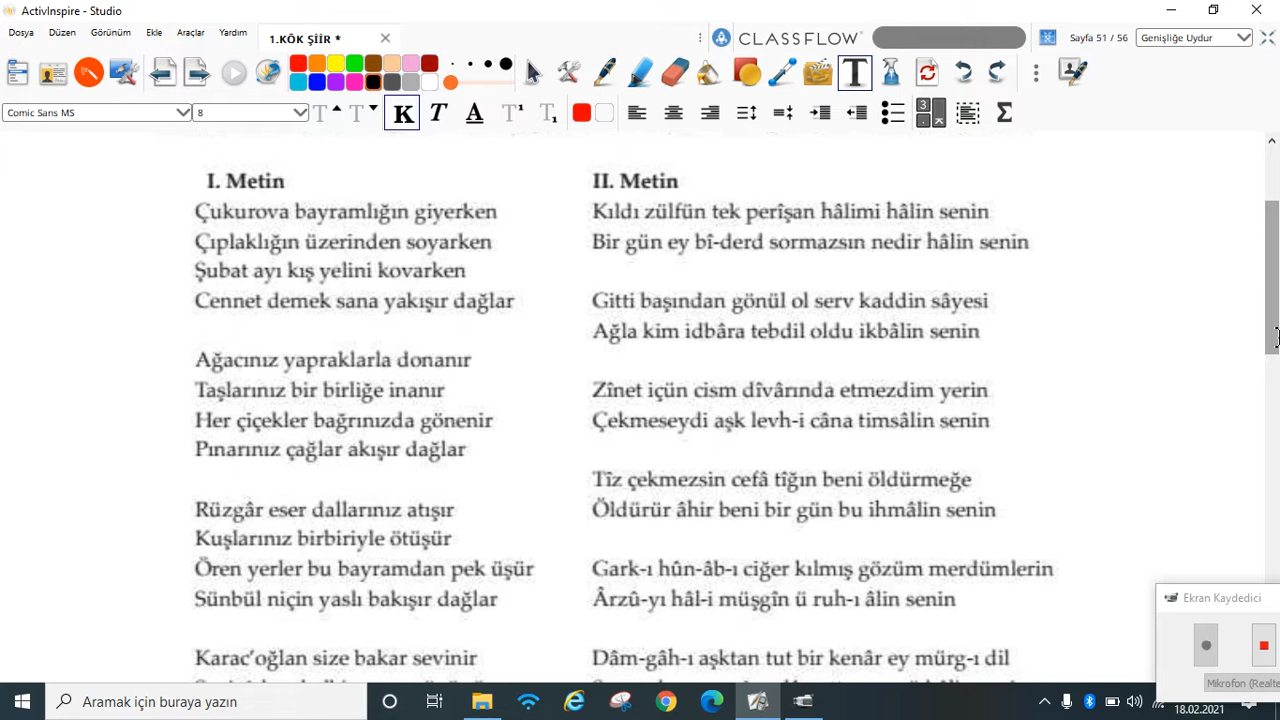 ActivInspire - Studio
Dosya Düzen Görünüm Ekle Araçlar Yardım
1.KÖK ŞİİR *
CLASSFLOW
Sayfa 51 / 56
Genişliğe Uydur
Comic Sans MS
8
I. Metin
Çukurova bayramlığın giyerken
Çıplaklığın üzerinden soyarken
Şubat ayı kış yelini kovarken
Cennet demek sana yakışır dağlar
Ağacınız yapraklarla donanır
Taşlarınız bir birliğe inanır
Her çiçekler bağrınızda gönenir
Pınarınız çağlar akışır dağlar
Rüzgâr eser dallarınız atışır
Kuşlarınız birbiriyle ötüşür
Ören yerler bu bayramdan pek üşür
Sünbül niçin yaslı bakışır dağlar
Karac'oğlan size bakar sevinir
II. Metin
Kıldı zülfün tek perîşan hâlimi hâlin senin
Bir gün ey bî-derd sormazsın nedir hâlin senin
Gitti başından gönül ol serv kaddin sâyesi
Ağla kim idbâra tebdil oldu ikbâlin senin
Zînet içün cism dîvârında etmezdim yerin
Çekmeseydi aşk levh-i câna timsâlin senin
Tîz çekmezsin cefâ tîğın beni öldürmeğe
Öldürür âhir beni bir gün bu ihmalin senin
Gark-ı hûn-âb-ı ciğer kılmış gözüm merdümlerin
Ârzû-yı hâl-i müşgîn ü ruh-ı âlin senin
Dâm-gâh-ı aşktan tut bir kenâr ey mürg-ı dil
Ekran Kaydedici
Mikrofon (Realte
Aramak için buraya yazın
18.02.2021